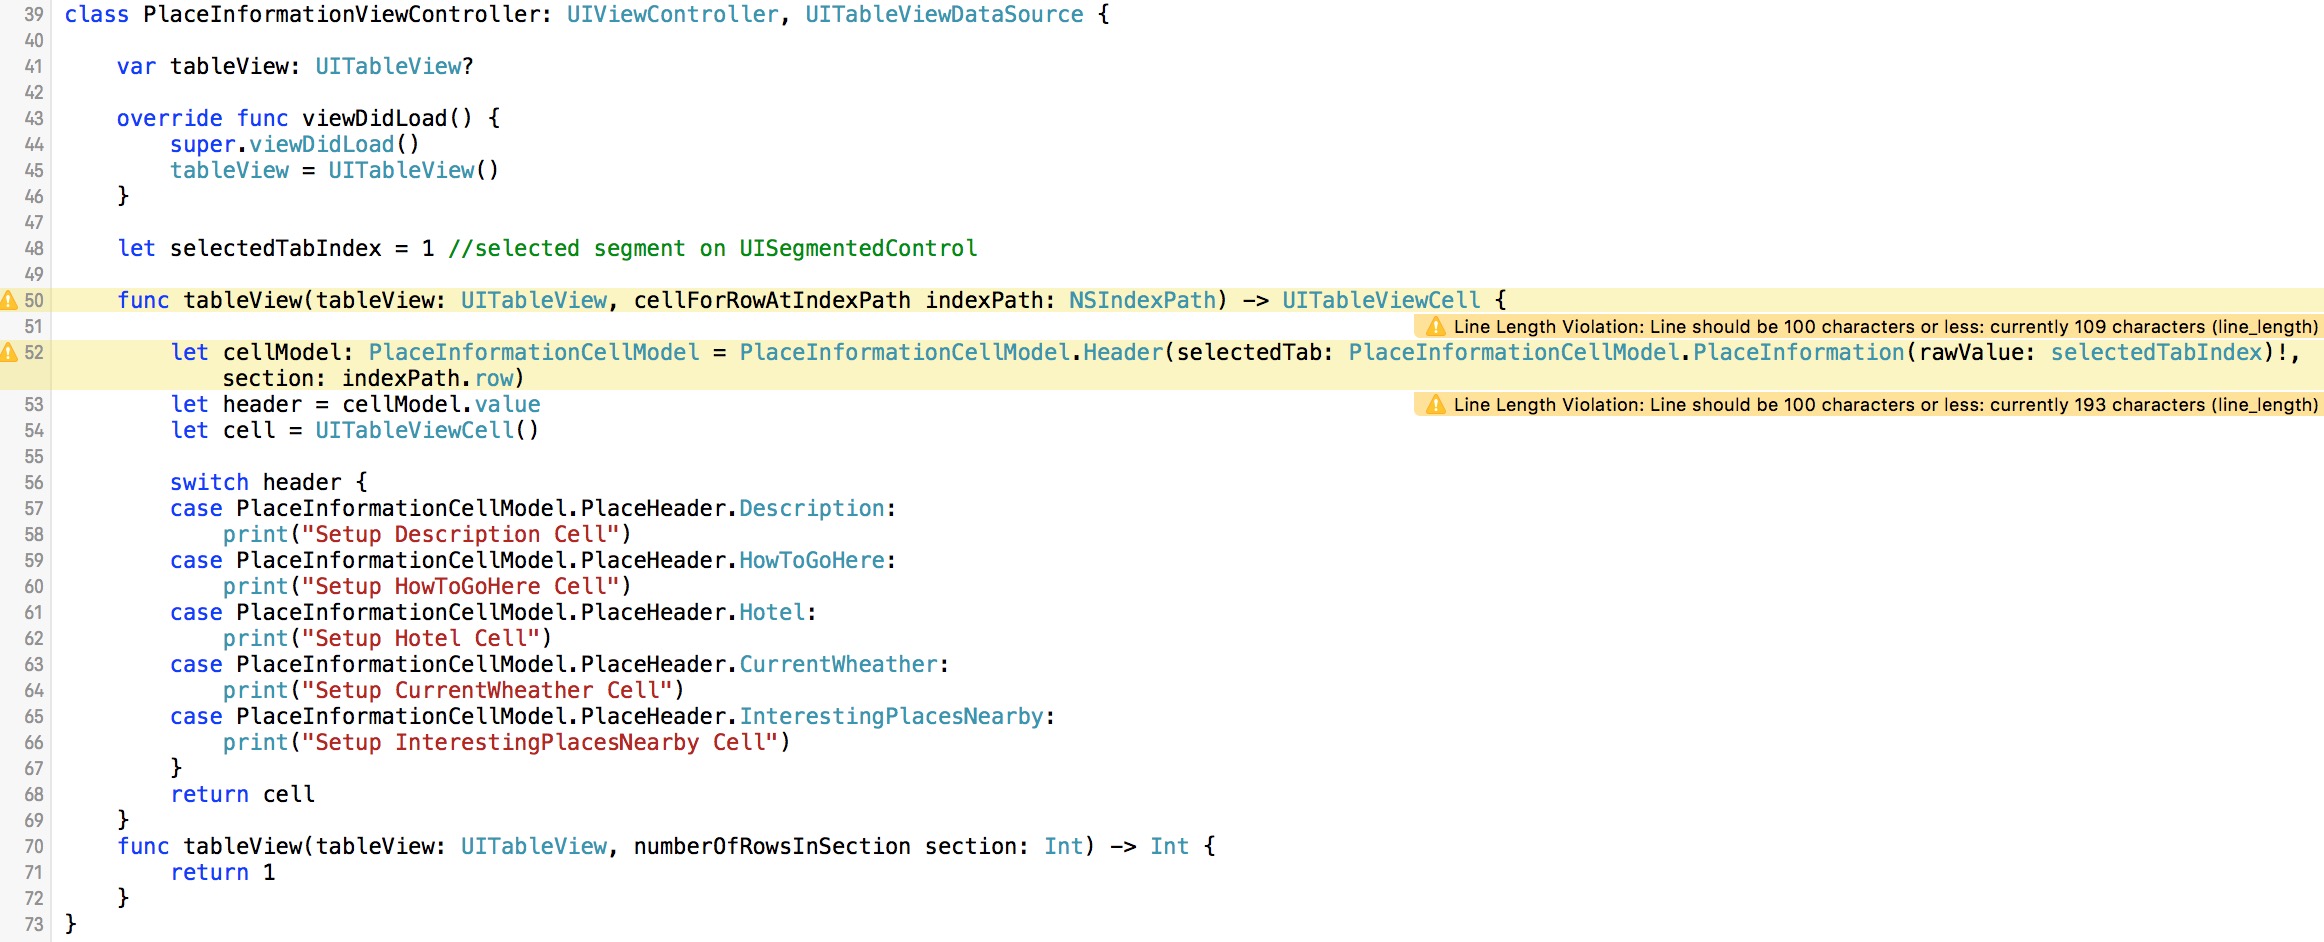 39 class PlaceInformationViewController: UIViewController, UITableViewDataSource {
40
41     var tableView: UITableView?
42
43     override func viewDidLoad() {
44         super.viewDidLoad()
45         tableView = UITableView()
46     }
47
48     let selectedTabIndex = 1 //selected segment on UISegmentedControl
49
50     func tableView(tableView: UITableView, cellForRowAtIndexPath indexPath: NSIndexPath) -> UITableViewCell {
51 Line Length Violation: Line should be 100 characters or less: currently 109 characters (line_length)
52         let cellModel: PlaceInformationCellModel = PlaceInformationCellModel.Header(selectedTab: PlaceInformationCellModel.PlaceInformation(rawValue: selectedTabIndex)!,
            section: indexPath.row)
53         let header = cellModel.value Line Length Violation: Line should be 100 characters or less: currently 193 characters (line_length)
54         let cell = UITableViewCell()
55
56         switch header {
57         case PlaceInformationCellModel.PlaceHeader.Description:
58             print("Setup Description Cell")
59         case PlaceInformationCellModel.PlaceHeader.HowToGoHere:
60             print("Setup HowToGoHere Cell")
61         case PlaceInformationCellModel.PlaceHeader.Hotel:
62             print("Setup Hotel Cell")
63         case PlaceInformationCellModel.PlaceHeader.CurrentWheather:
64             print("Setup CurrentWheather Cell")
65         case PlaceInformationCellModel.PlaceHeader.InterestingPlacesNearby:
66             print("Setup InterestingPlacesNearby Cell")
67         }
68         return cell
69     }
70     func tableView(tableView: UITableView, numberOfRowsInSection section: Int) -> Int {
71         return 1
72     }
73 }